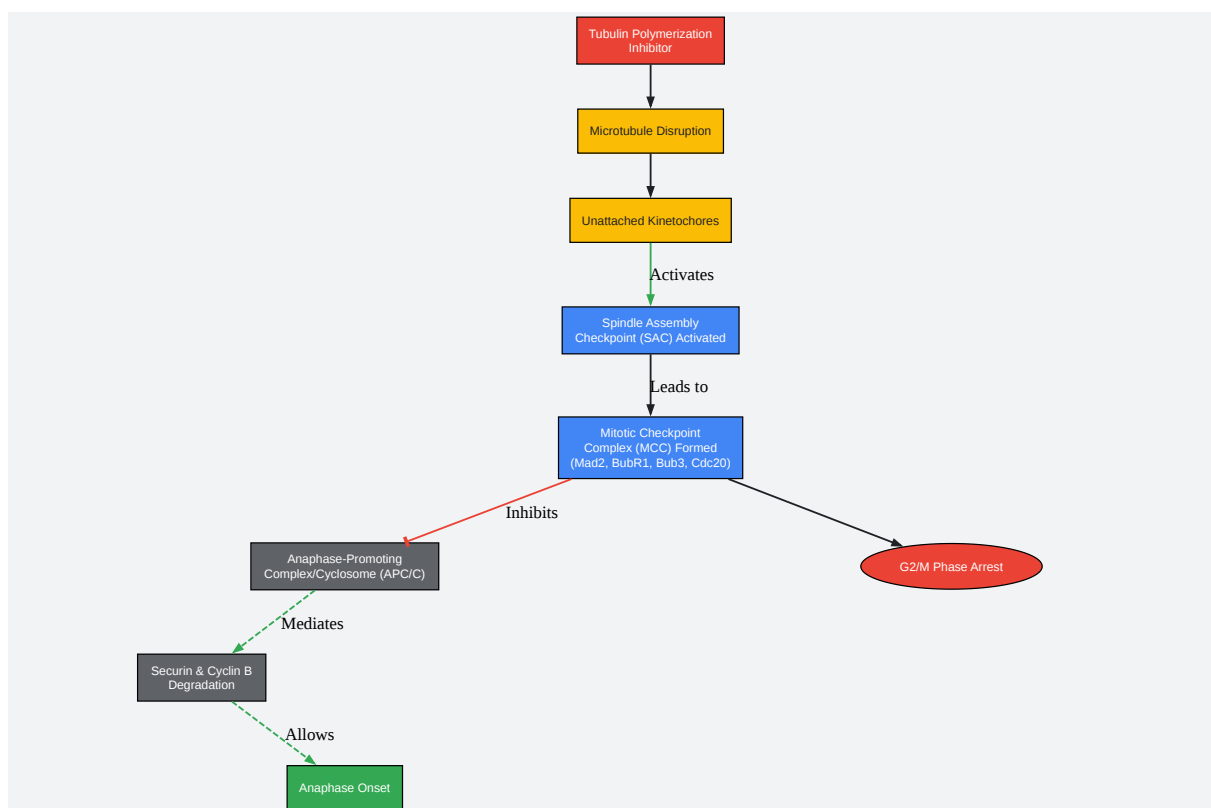 Tubulin Polymerization
Inhibitor
Microtubule Disruption
Unattached Kinetochores
Activates
Spindle Assembly
Checkpoint (SAC) Activated
Leads to
Mitotic Checkpoint
Complex (MCC) Formed
(Mad2, BubR1, Bub3, Cdc20)
Inhibits
Anaphase-Promoting
Complex/Cyclosome (APC/C)
G2/M Phase Arrest
Mediates
Securin & Cyclin B
Degradation
Allows
Anaphase Onset